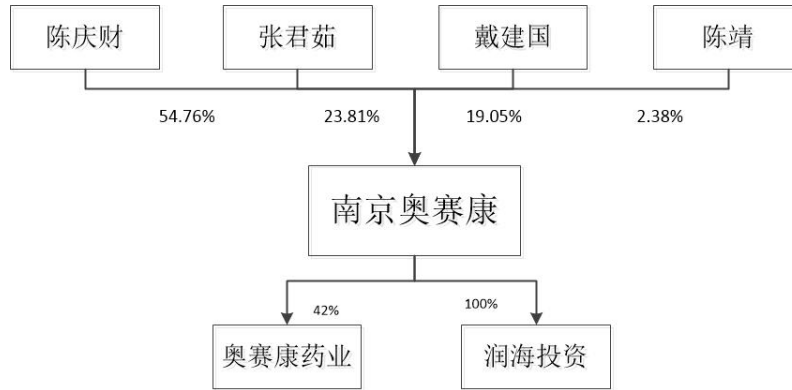 陈庆财 张君茹 戴建国 陈靖
54.76% 23.81% 19.05% 2.38%
南京奥赛康
42% 100%
奥赛康药业 润海投资